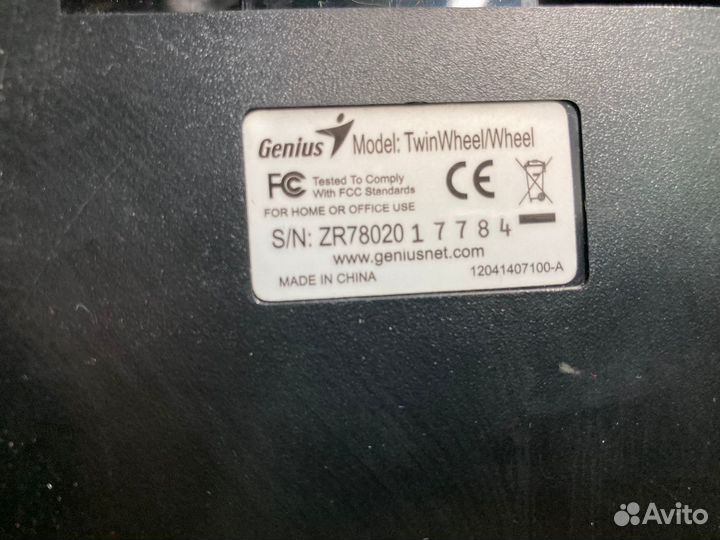 Genius Model: TwinWheel/Wheel
FC Tested To Comply
With FCC Standards
CE
FOR HOME OR OFFICE USE
S/N: ZR78020 1 7 7 8 4
www.geniusnet.com
MADE IN CHINA 12041407100-A
Avito